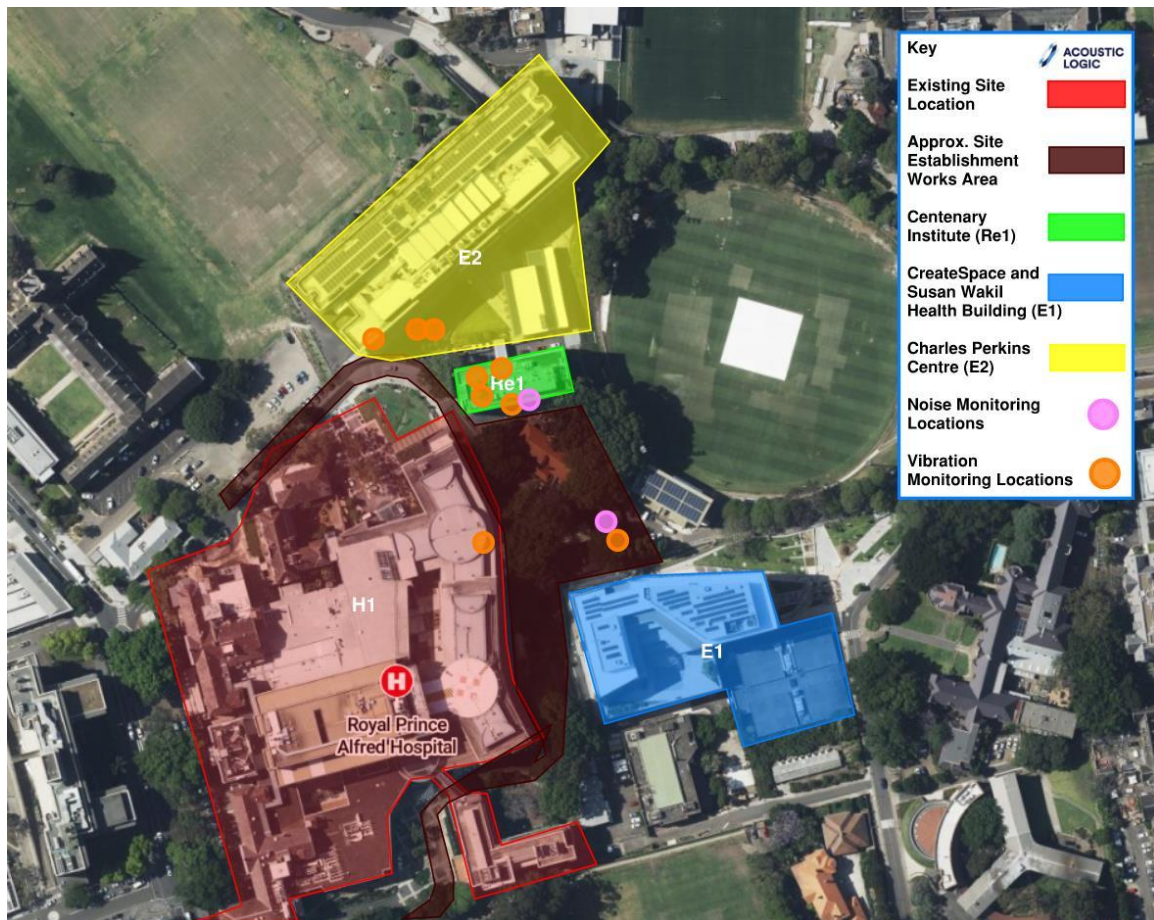 Key
ACOUSTIC
LOGIC
Existing Site
Location
Approx. Site
Establishment
Works Area
Centenary
Institute (Re1)
CreateSpace and
Susan Wakil
Health Building (E1)
Charles Perkins
Centre (E2)
Noise Monitoring
Locations
Vibration
Monitoring Locations
E2
Re1
H1
E1
H
Royal Prince
Alfred Hospital